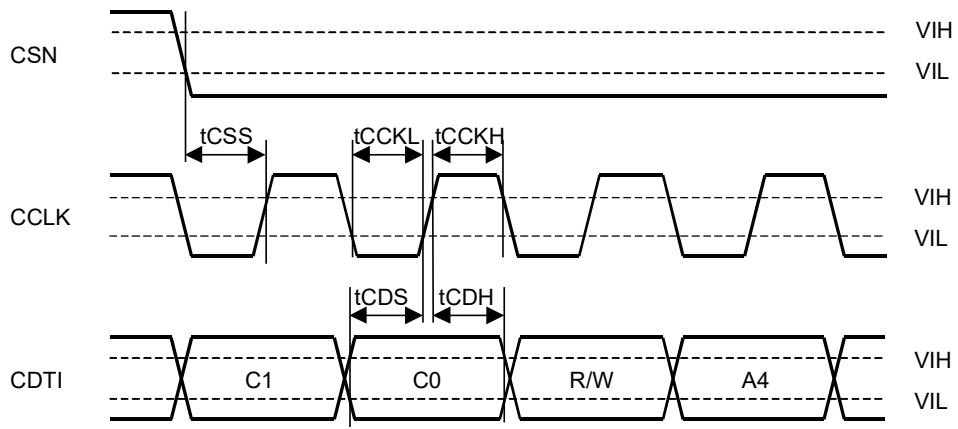 CSN
VIH
VIL
tCSS
tCCKL
tCCKH
CCLK
VIH
VIL
tCDS
tCDH
CDTI
C1
C0
R/W
A4
VIH
VIL